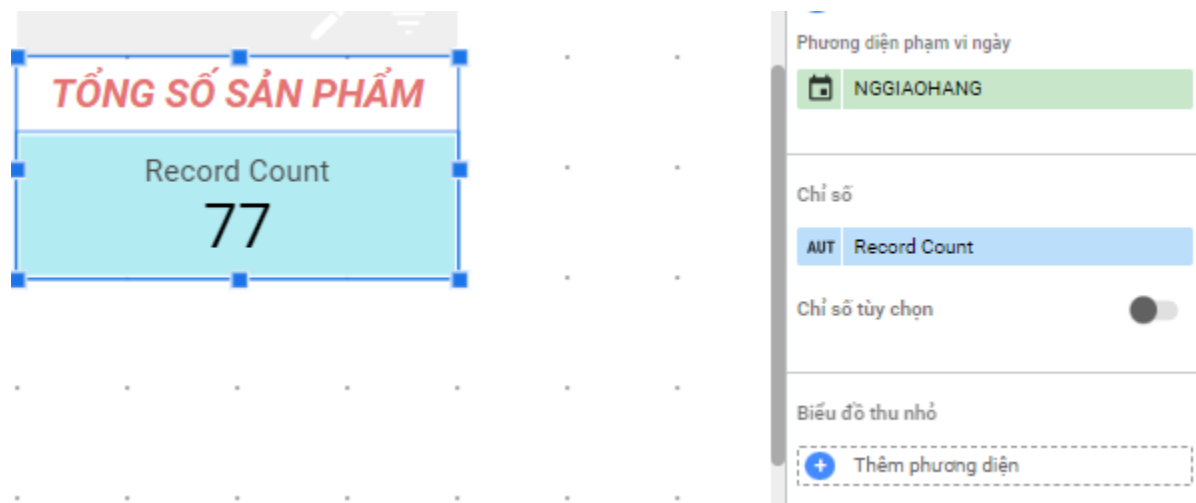 TỔNG SỐ SẢN PHẨM
Record Count
77
Phương diện phạm vi ngày
NGGIAOHANG
Chỉ số
AUT Record Count
Chỉ số tùy chọn
Biểu đồ thu nhỏ
Thêm phương diện